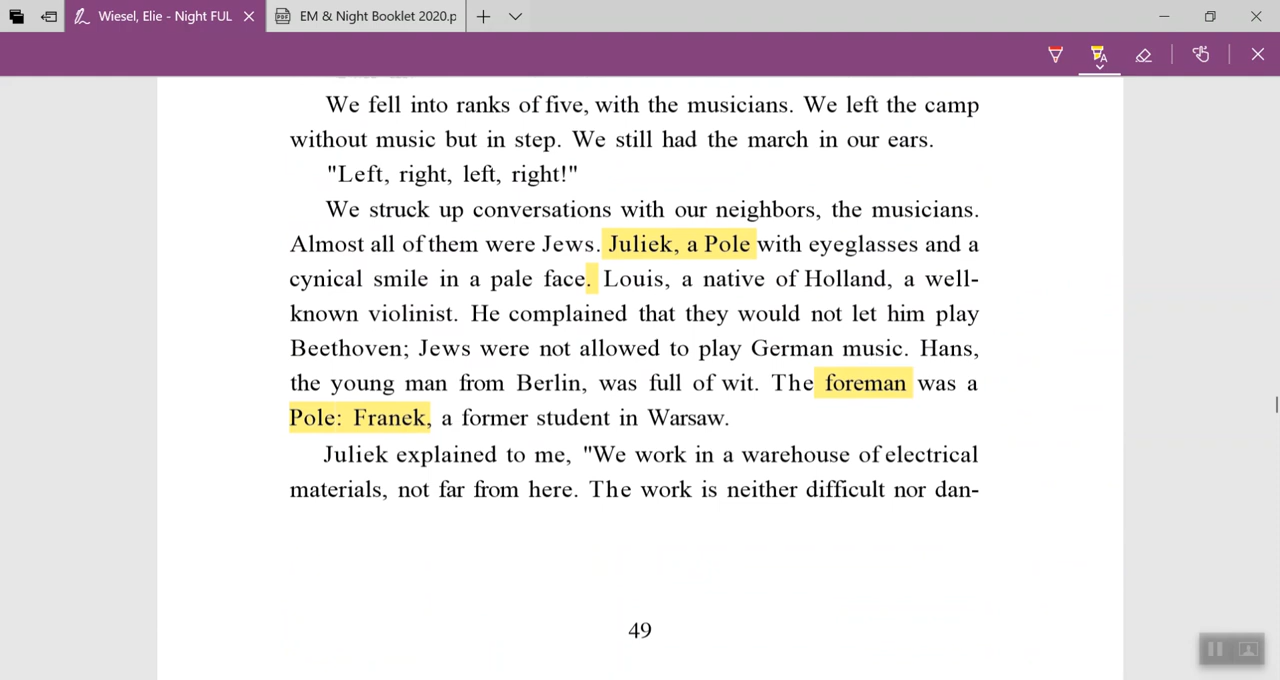 Wiesel, Elie - Night FUL
EM & Night Booklet 2020.p
We fell into ranks of five, with the musicians. We left the camp
without music but in step. We still had the march in our ears.
"Left, right, left, right!"
We struck up conversations with our neighbors, the musicians.
Almost all of them were Jews. Juliek, a Pole with eyeglasses and a
cynical smile in a pale face. Louis, a native of Holland, a well-
known violinist. He complained that they would not let him play
Beethoven; Jews were not allowed to play German music. Hans,
the young man from Berlin, was full of wit. The foreman was a
Pole: Franek, a former student in Warsaw.
Juliek explained to me, "We work in a warehouse of electrical
materials, not far from here. The work is neither difficult nor dan-
49